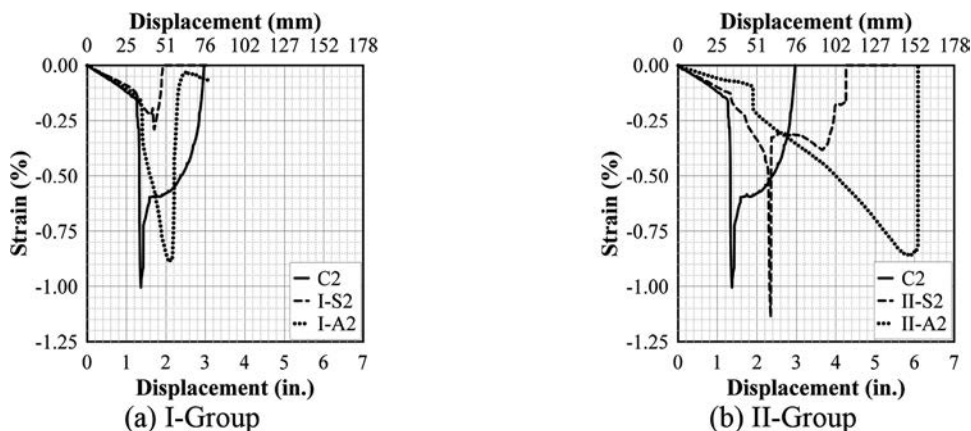 Displacement (mm)
0 25 51 76 102 127 152 178
0.00
-0.25
-0.50
-0.75
-1.00
-1.25
Strain (%)
C2
I-S2
I-A2
0 1 2 3 4 5 6 7
Displacement (in.)
(a) I-Group
Displacement (mm)
0 25 51 76 102 127 152 178
0.00
-0.25
-0.50
-0.75
-1.00
-1.25
Strain (%)
C2
II-S2
II-A2
0 1 2 3 4 5 6 7
Displacement (in.)
(b) II-Group